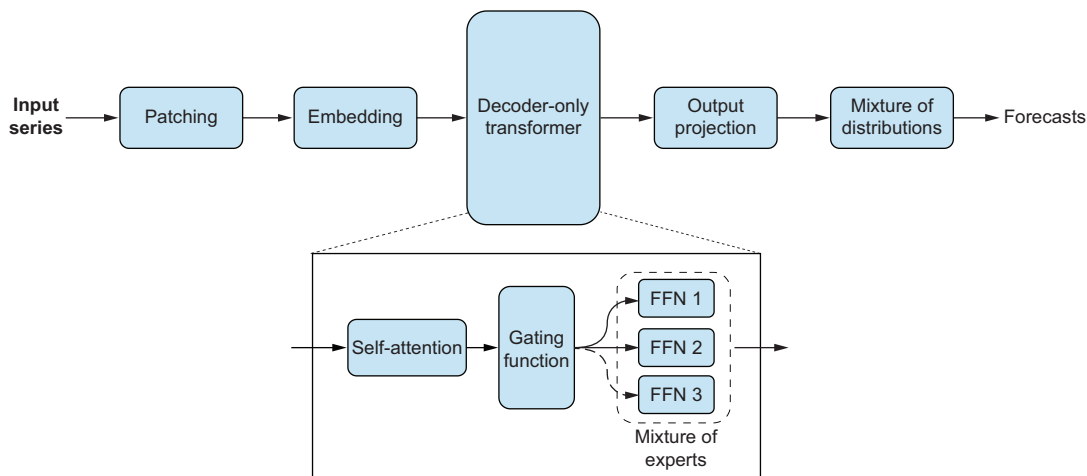 Input
series
Patching
Embedding
Decoder-only
transformer
Output
projection
Mixture of
distributions
Forecasts
Self-attention
Gating
function
FFN 1
FFN 2
FFN 3
Mixture of
experts